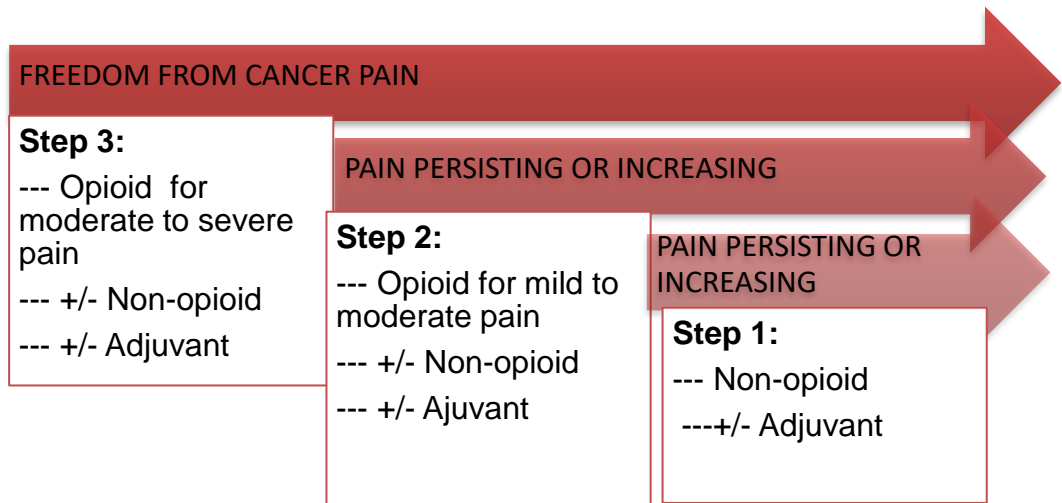 FREEDOM FROM CANCER PAIN
Step 3:
--- Opioid for
moderate to severe
pain
--- +/- Non-opioid
--- +/- Adjuvant
PAIN PERSISTING OR INCREASING
Step 2:
--- Opioid for mild to
moderate pain
--- +/- Non-opioid
--- +/- Ajuvant
PAIN PERSISTING OR
INCREASING
Step 1:
--- Non-opioid
---+/- Adjuvant